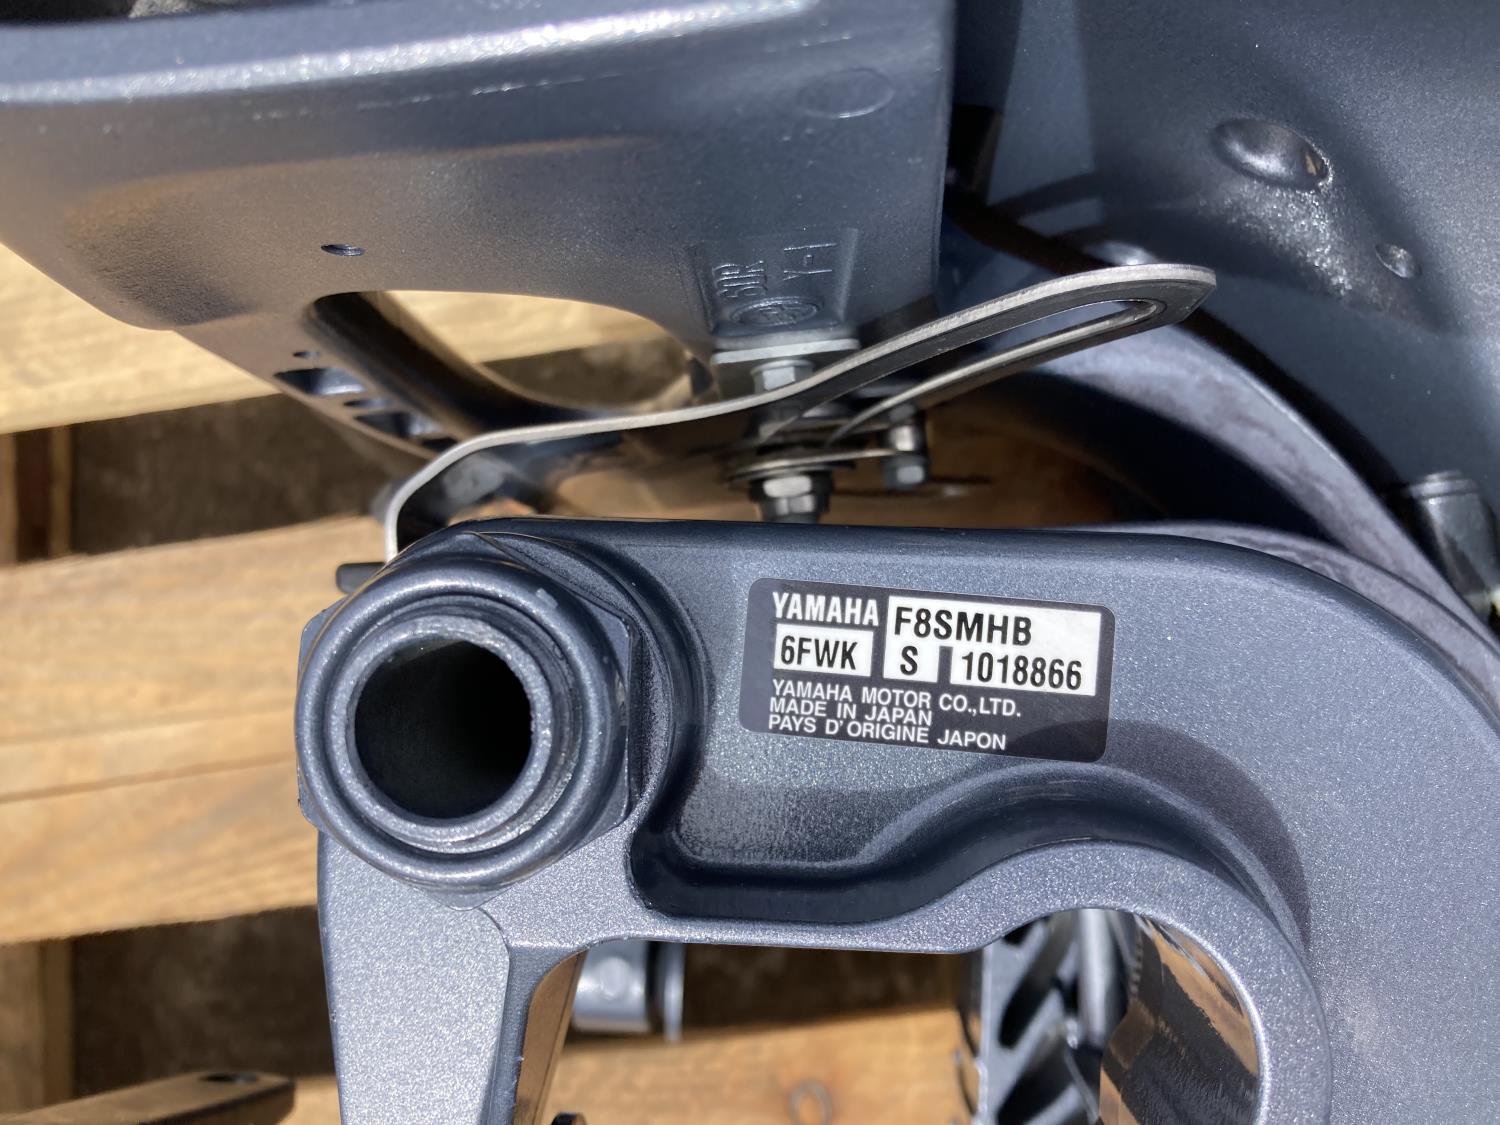 YAMAHA F8SMHB
6FWK S 1018866
YAMAHA MOTOR CO.,LTD.
MADE IN JAPAN
PAYS D'ORIGINE JAPON